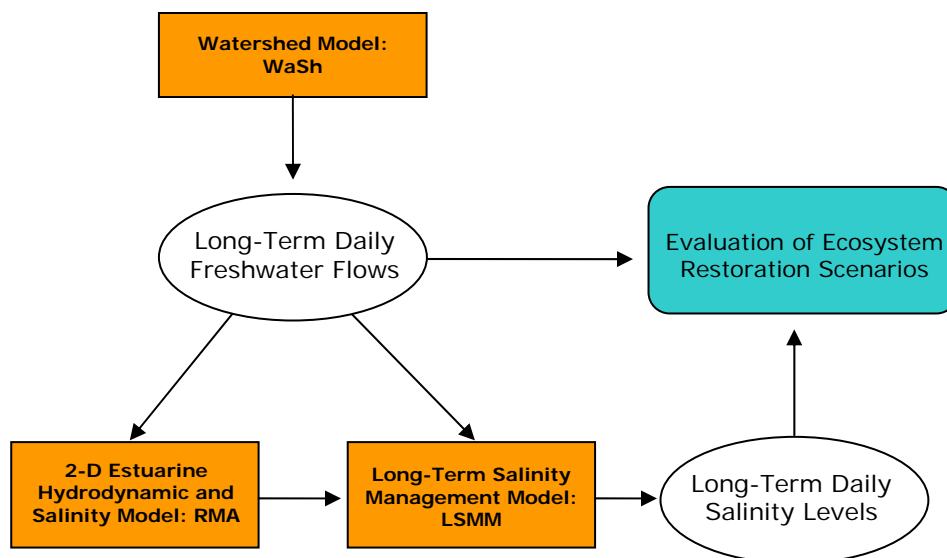 Watershed Model:
WaSh
Long-Term Daily
Freshwater Flows
Evaluation of Ecosystem
Restoration Scenarios
2-D Estuarine
Hydrodynamic and
Salinity Model: RMA
Long-Term Salinity
Management Model:
LSMM
Long-Term Daily
Salinity Levels